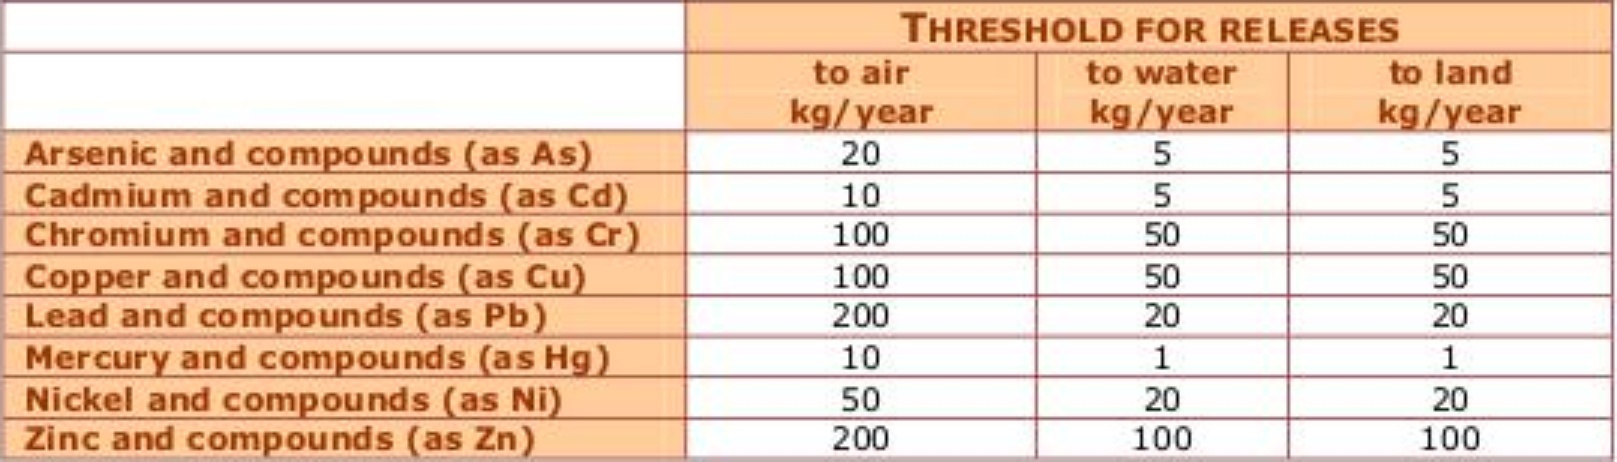 THRESHOLD FOR RELEASES
to air to water to land
kg/year kg/year kg/year
Arsenic and compounds (as As) 20 5 5
Cadmium and compounds (as Cd) 10 5 5
Chromium and compounds (as Cr) 100 50 50
Copper and compounds (as Cu) 100 50 50
Lead and compounds (as Pb) 200 20 20
Mercury and compounds (as Hg) 10 1 1
Nickel and compounds (as Ni) 50 20 20
Zinc and compounds (as Zn) 200 100 100